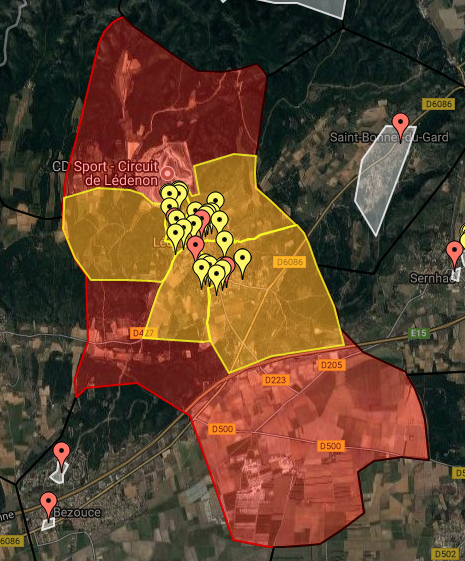 D6086
Saint-Bonnet-du-Gard
CD Sport - Circuit
de Lédenon
D6086
Sernhac
E15
D427
D205
D223
D500
D500
Bezouce
6086
D502